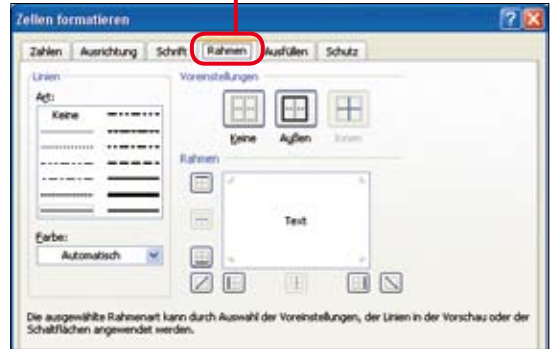 Zellen formatieren
Zahlen Ausrichtung Schrift Rahmen Ausfüllen Schutz
Linien
Art:
Keine
Farbe:
Automatisch
Voreinstellungen
Keine Außen Innen
Rahmen
Text
Die ausgewählte Rahmenart kann durch Auswahl der Voreinstellungen, der Linien in der Vorschau oder der
Schaltflächen angewendet werden.